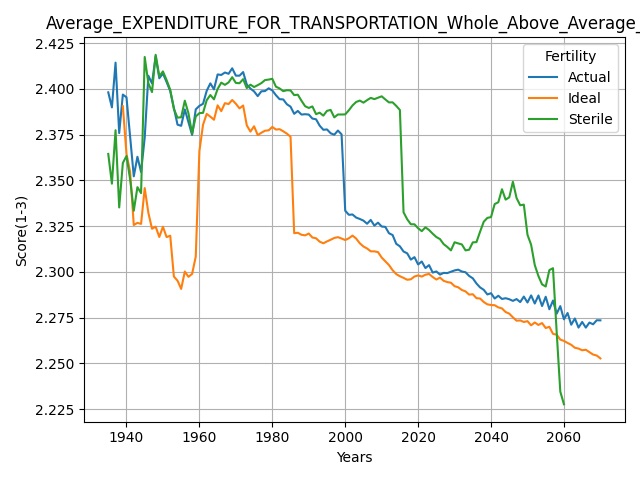 Average_EXPENDITURE_FOR_TRANSPORTATION_Whole_Above_Average_
Fertility
Actual
Ideal
Sterile
Score(1-3)
2.425
2.400
2.375
2.350
2.325
2.300
2.275
2.250
2.225
1940 1960 1980 2000 2020 2040 2060
Years